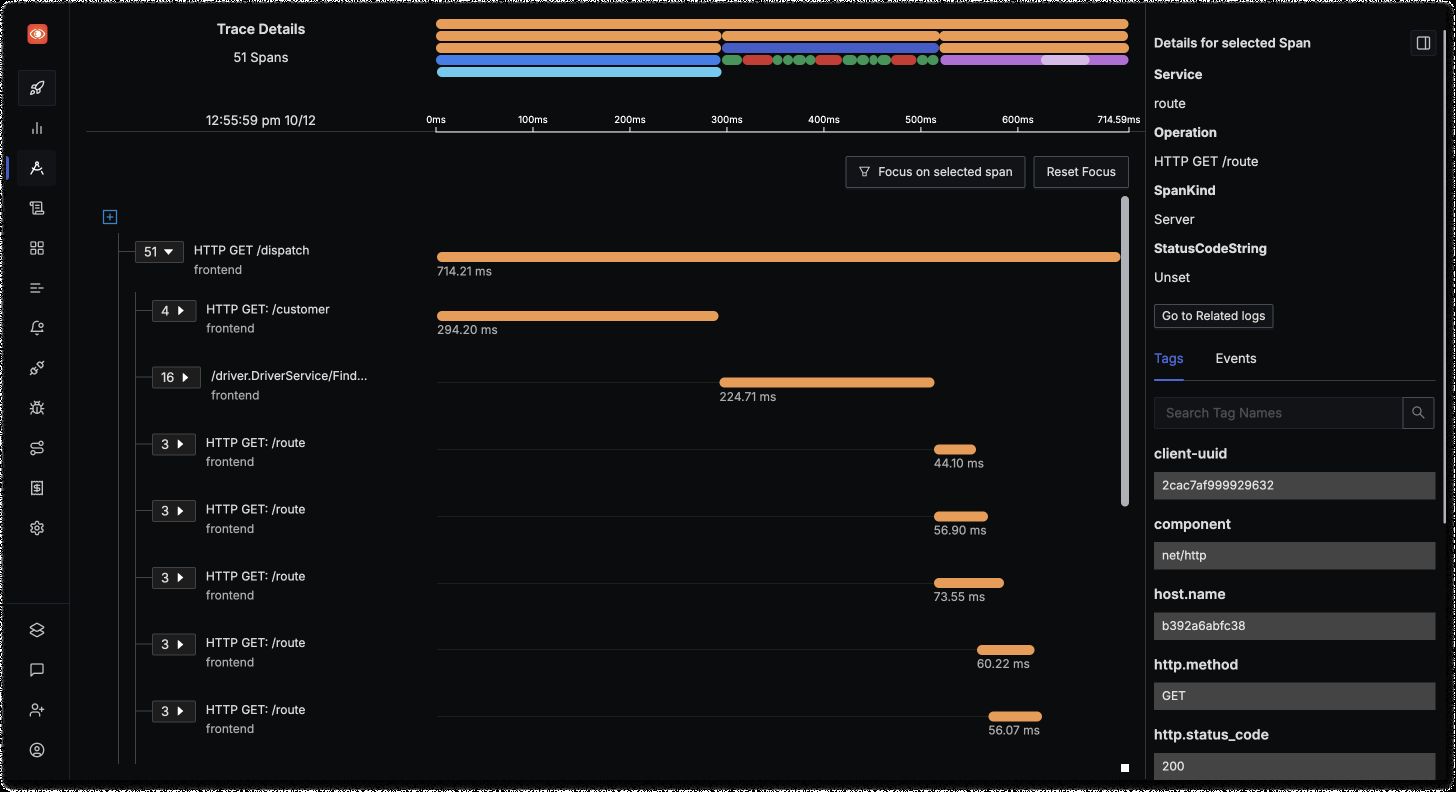 Trace Details
51 Spans
12:55:59 pm 10/12
0ms 100ms 200ms 300ms 400ms 500ms 600ms 714.59ms
Focus on selected span
Reset Focus
51 HTTP GET /dispatch
frontend
714.21 ms
4 HTTP GET: /customer
frontend
294.20 ms
16 /driver.DriverService/Find...
frontend
224.71 ms
3 HTTP GET: /route
frontend
44.10 ms
3 HTTP GET: /route
frontend
56.90 ms
3 HTTP GET: /route
frontend
73.55 ms
3 HTTP GET: /route
frontend
60.22 ms
3 HTTP GET: /route
frontend
56.07 ms
Details for selected Span
Service
route
Operation
HTTP GET /route
SpanKind
Server
StatusCodeString
Unset
Go to Related logs
Tags Events
Search Tag Names
client-uuid
2cac7af999929632
component
net/http
host.name
b392a6abfc38
http.method
GET
http.status_code
200